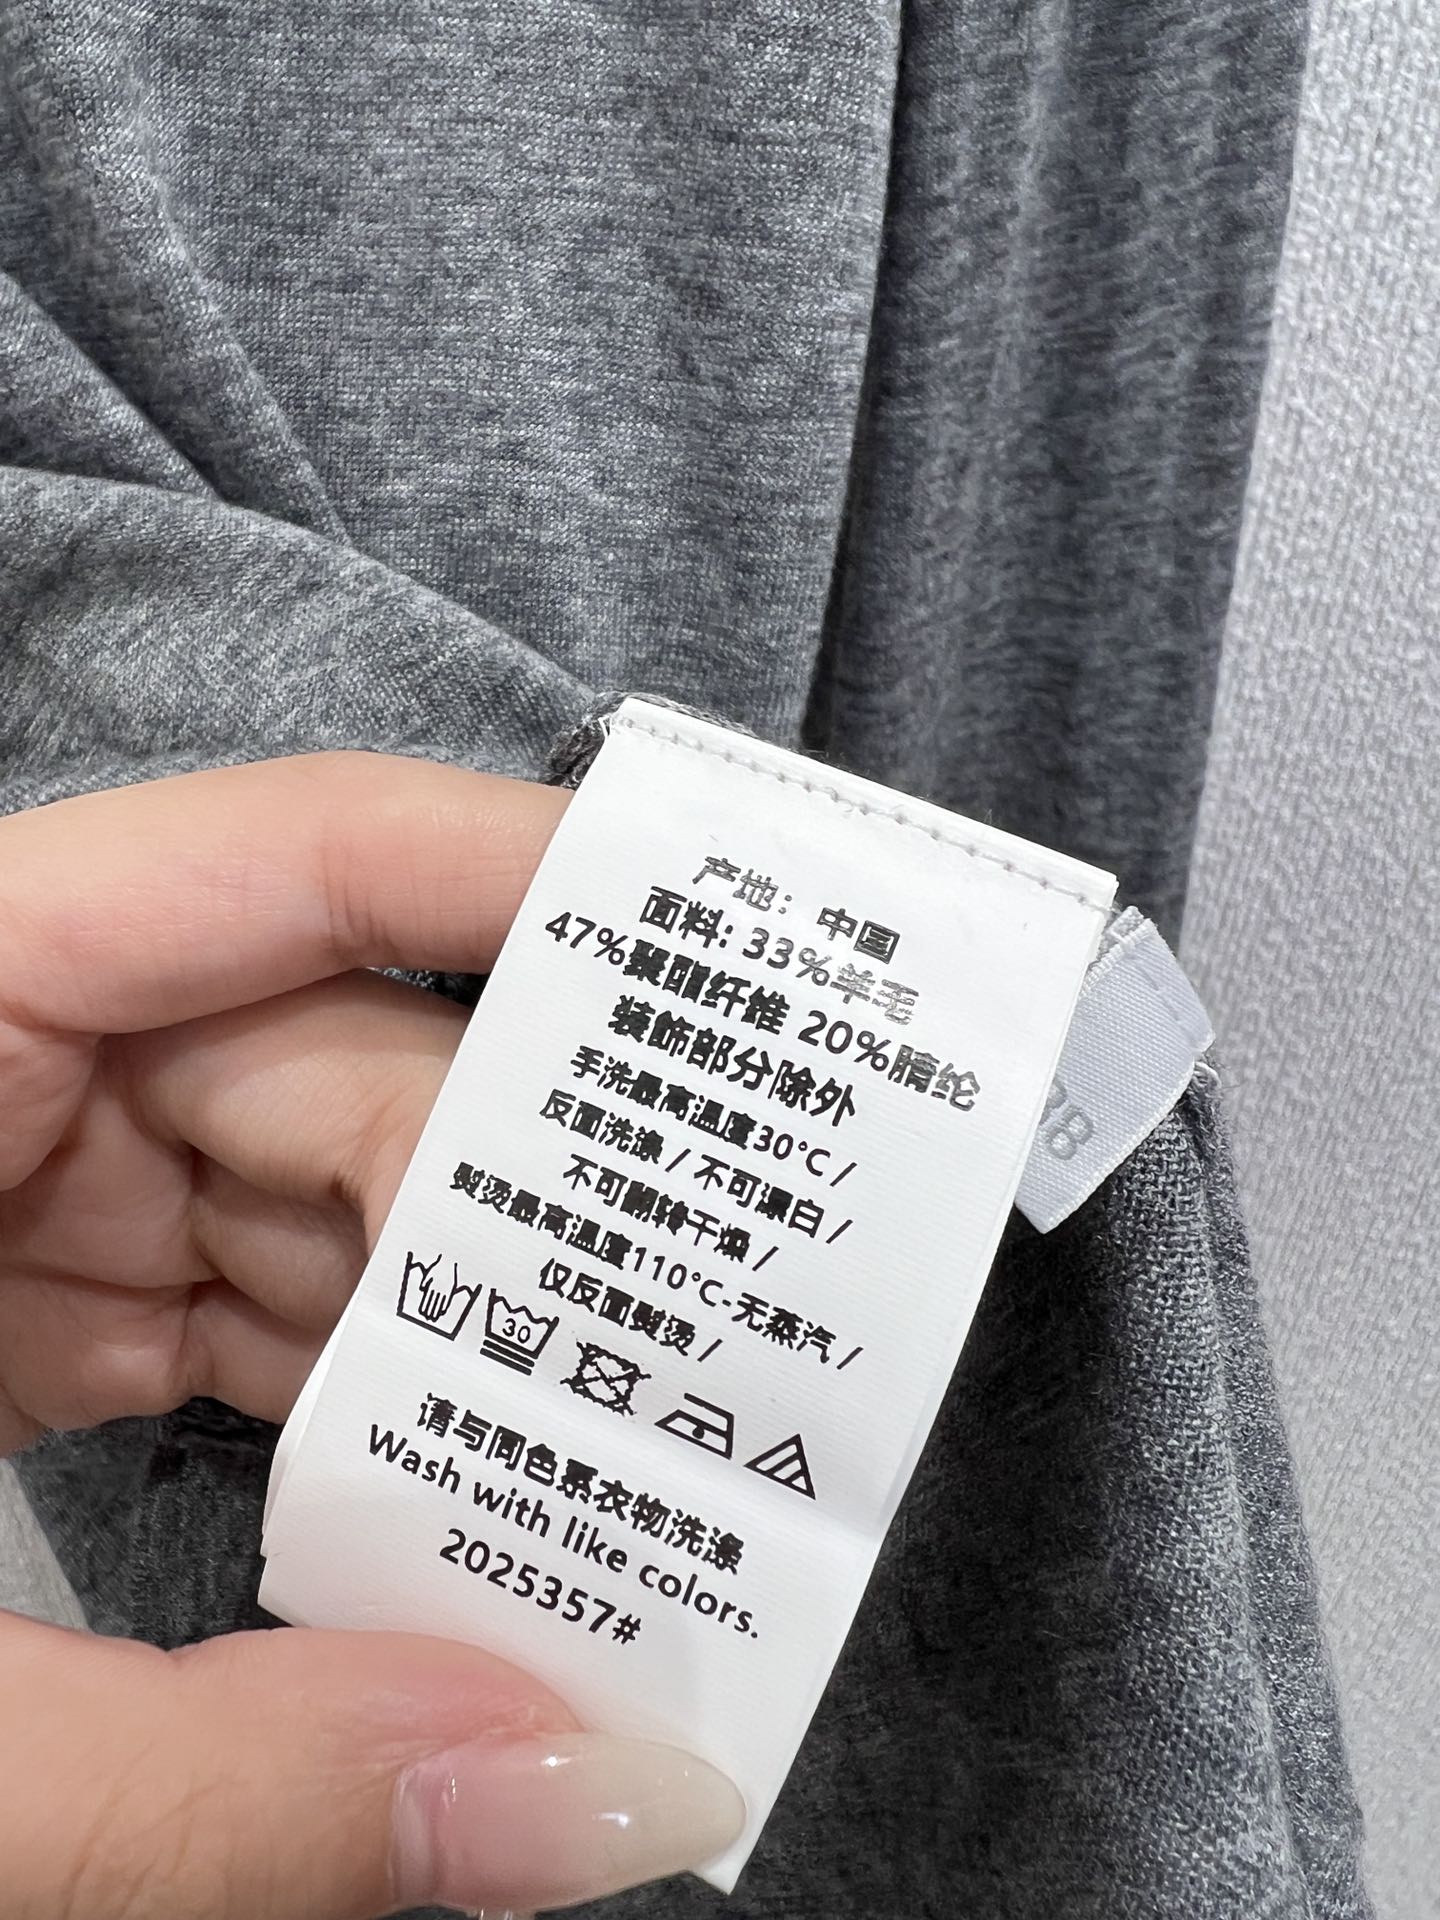 产地：中国
面料: 33%羊毛
47%聚酯纤维 20%腈纶
装飾部分除外
手洗最高温度30°C /
反面洗涤 / 不可漂白 /
不可翻转干燥 /
熨烫最高温度110°C-无蒸汽 /
仅反面熨烫 /
30
请与同色系衣物洗涤
Wash with like colors.
2025357#